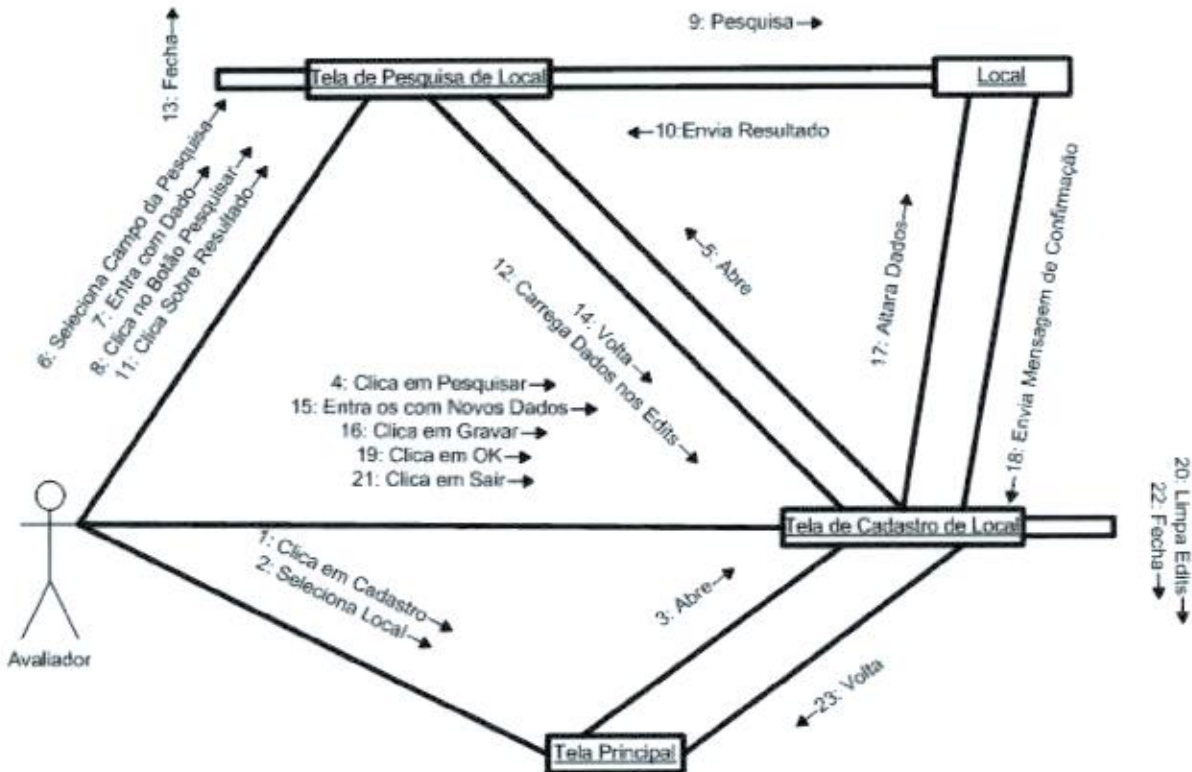 9: Pesquisa
13: Fecha
Tela de Pesquisa de Local
Local
10:Envia Resultado
6: Seleciona Campo da Pesquisa
7: Entra com Dado
8: Clica no Botão Pesquisar
11: Clica Sobre Resultado
5: Abre
14: Volta
12: Carrega Dados nos Edits
17: Altara Dados
18: Envia Mensagem de Confirmação
4: Clica em Pesquisar
15: Entra os com Novos Dados
16: Clica em Gravar
19: Clica em OK
21: Clica em Sair
20: Limpa Edits
22: Fecha
Tela de Cadastro de Local
1: Clica em Cadastro
2: Seleciona Local
3: Abre
Avaliador
23: Volta
Tela Principal